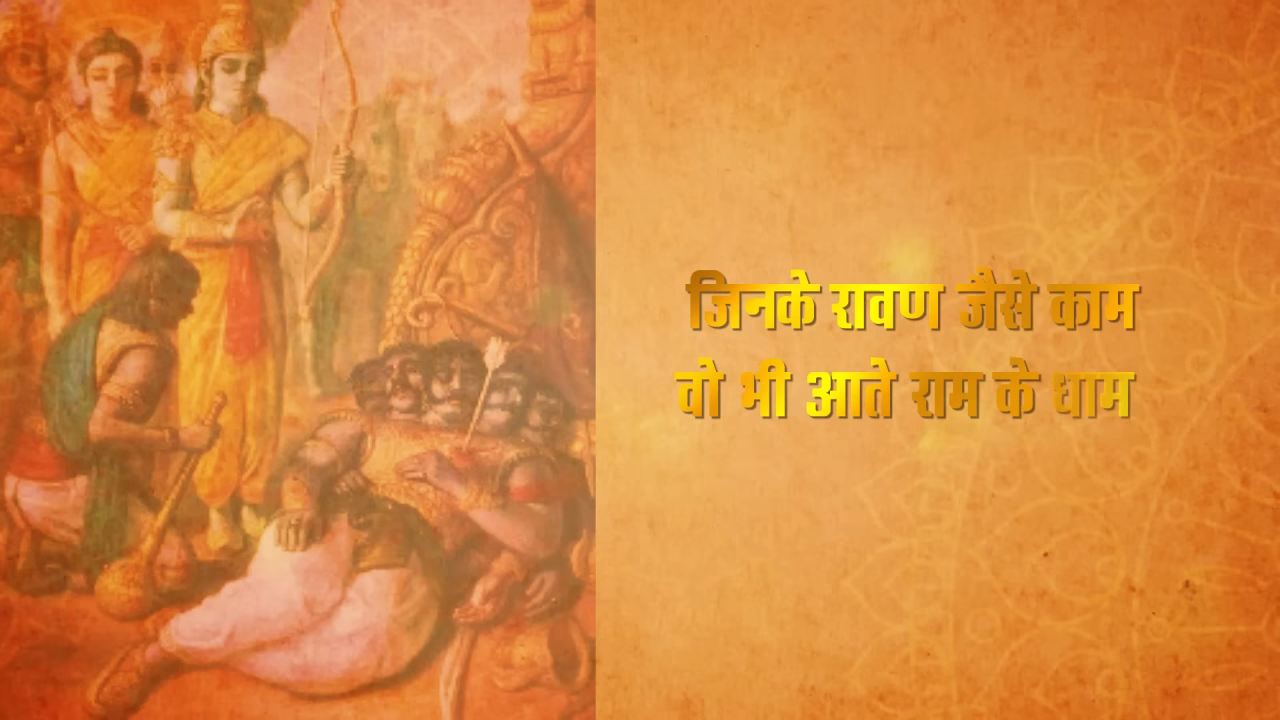 जिनके रावण जैसे काम
वो भी आते राम के धाम